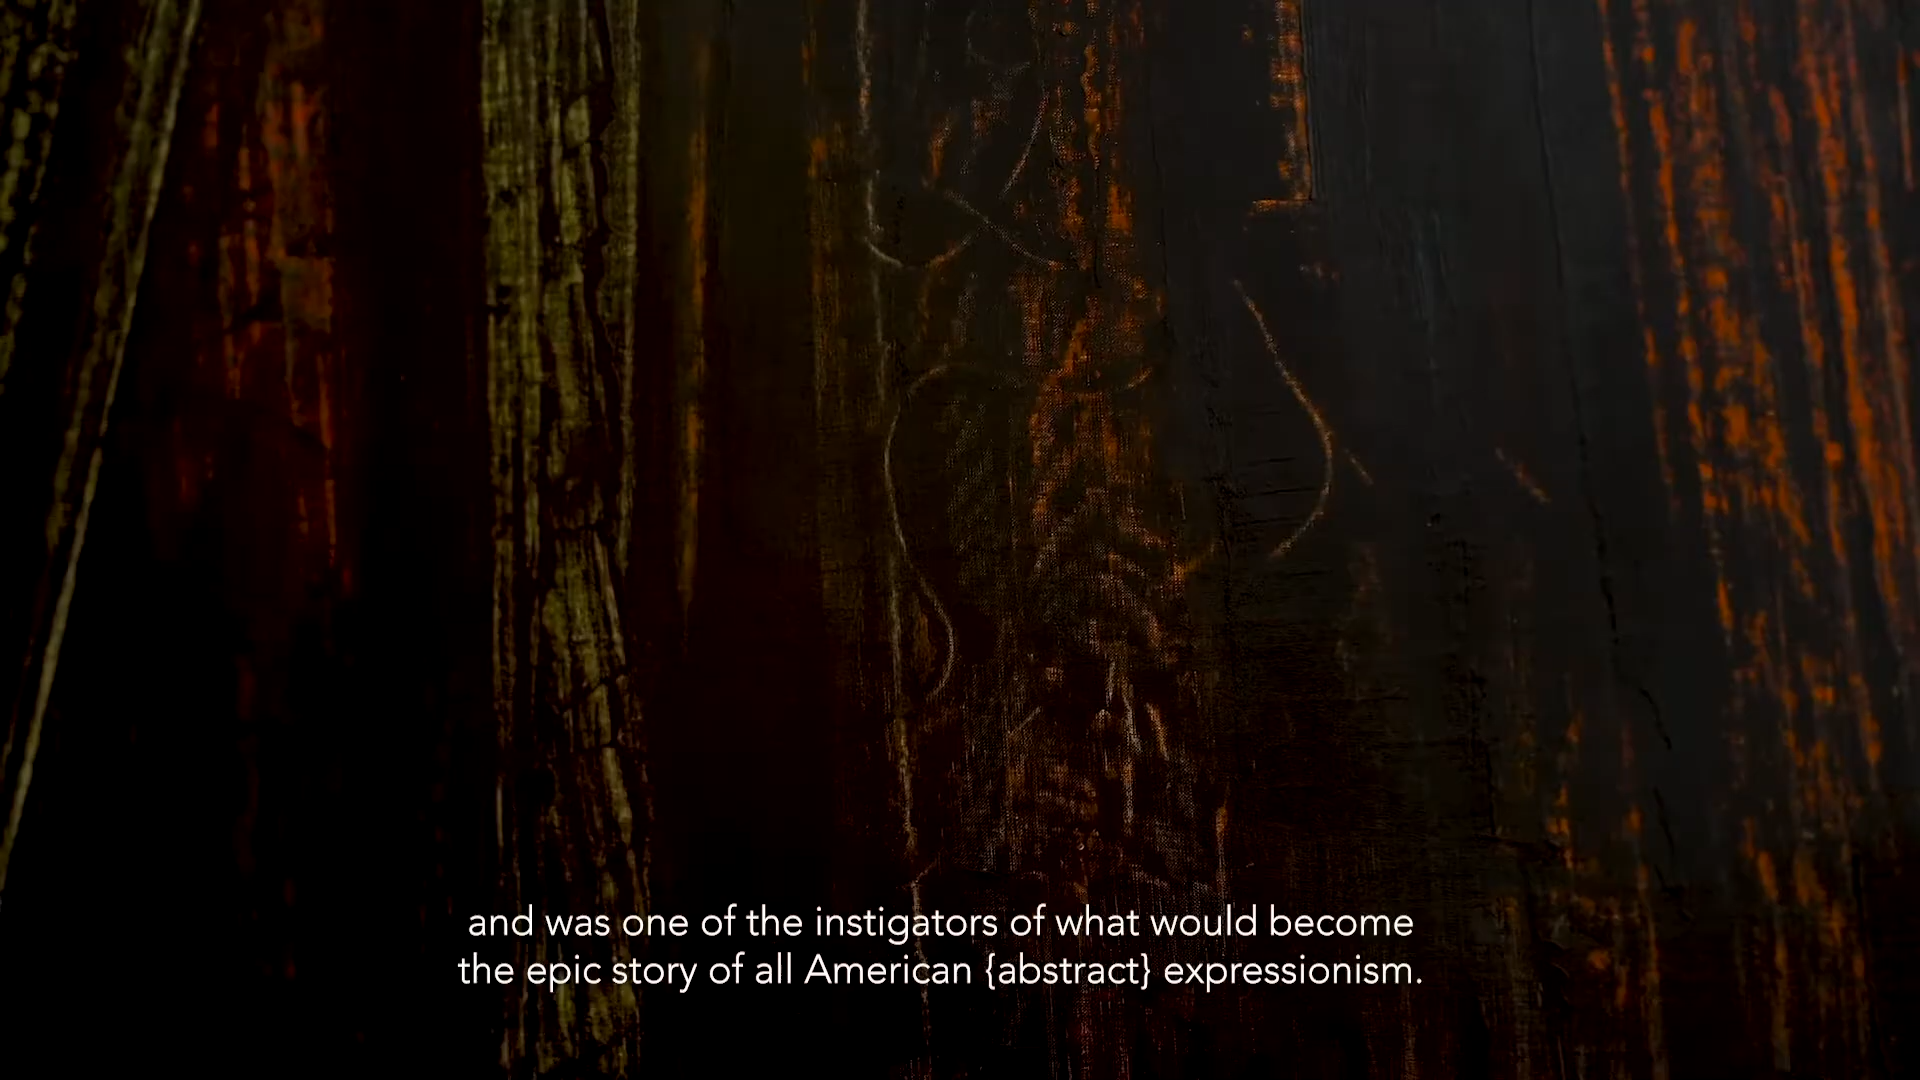 and was one of the instigators of what would become
the epic story of all American {abstract} expressionism.